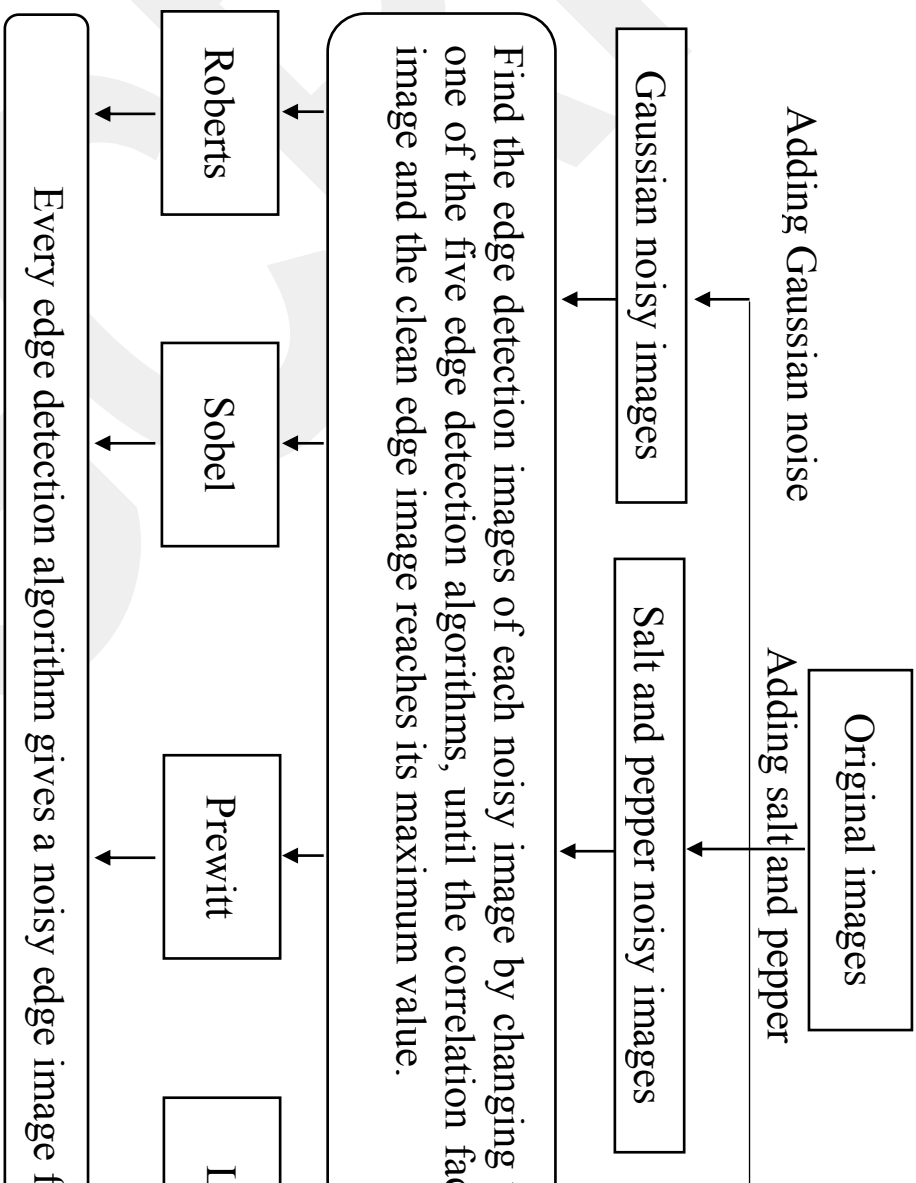 Original images
Adding Gaussian noise
Adding salt and pepper
Gaussian noisy images
Salt and pepper noisy images
Find the edge detection images of each noisy image by changing
one of the five edge detection algorithms, until the correlation
image and the clean edge image reaches its maximum value.
Roberts
Sobel
Prewitt
Every edge detection algorithm gives a noisy edge image